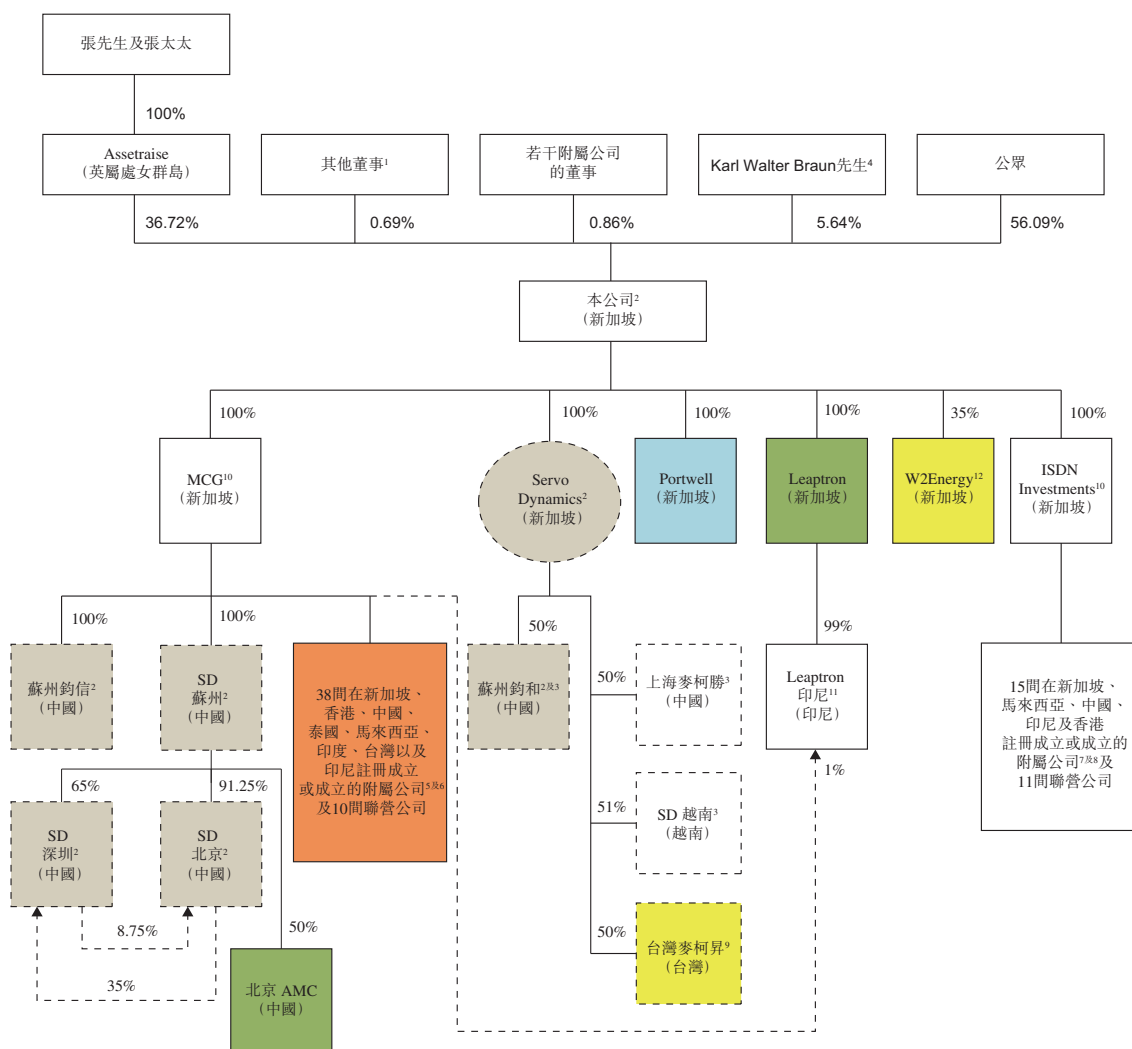 張先生及張太太
100%
Assetraise
（英屬處女群島）
其他董事¹
若干附屬公司
的董事
Karl Walter Braun先生⁴
公眾
36.72%
0.69%
0.86%
5.64%
56.09%
本公司²
（新加坡）
100%
100%
100%
100%
35%
100%
MCG¹⁰
（新加坡）
Servo
Dynamics²
（新加坡）
Portwell
（新加坡）
Leaptron
（新加坡）
W2Energy¹²
（新加坡）
ISDN
Investments¹⁰
（新加坡）
100%
100%
50%
99%
蘇州鈞信²
（中國）
SD
蘇州²
（中國）
38間在新加坡、
香港、中國、
泰國、馬來西亞、
印度、台灣以及
印尼註冊成立
或成立的附屬公司⁵及⁶
及10間聯營公司
蘇州鈞和²及³
（中國）
50%
上海麥柯勝³
（中國）
Leaptron
印尼¹¹
（印尼）
1%
15間在新加坡、
馬來西亞、中國、
印尼及香港
註冊成立或成立的
附屬公司⁷及⁸及
11間聯營公司
65%
91.25%
51%
SD 越南³
（越南）
SD
深圳²
（中國）
SD
北京²
（中國）
8.75%
35%
50%
50%
台灣麥柯昇⁹
（台灣）
北京 AMC
（中國）